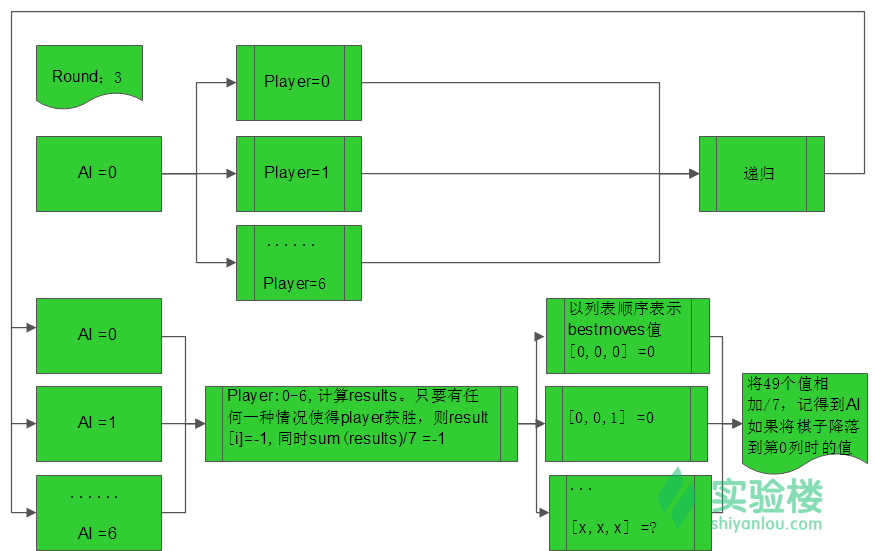 Round：3
Player=0
AI =0
Player=1
递归
······
Player=6
AI =0
AI =1
······
AI =6
Player:0-6,计算results。只要有任
何一种情况使得player获胜，则result
[i]=-1,同时sum(results)/7 =-1
以列表顺序表示
bestmoves值
[0,0,0] =0
[0,0,1] =0
...
[x,x,x] =?
将49个值相
加/7，记得到AI
如果将棋子降落
到第0列时的值
实验楼
shiyanlou.com